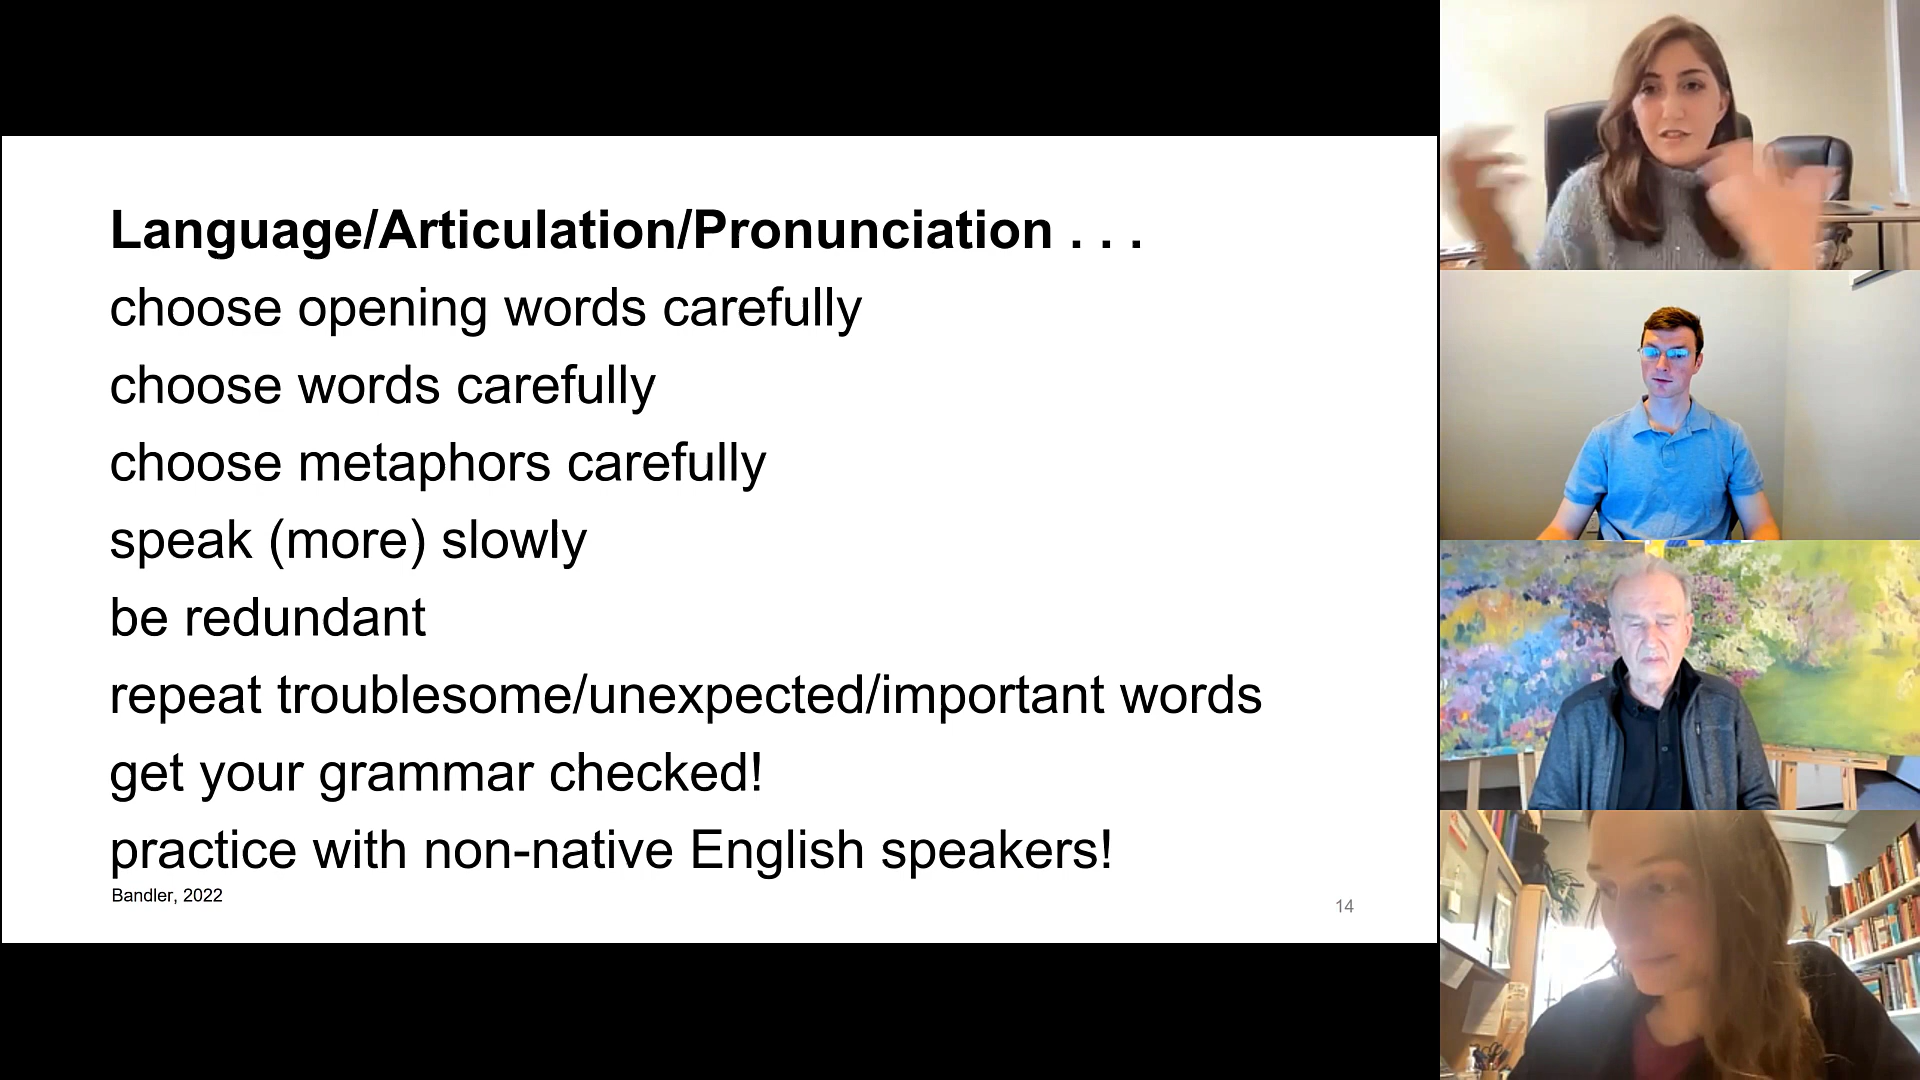 Language/Articulation/Pronunciation . . .
choose opening words carefully
choose words carefully
choose metaphors carefully
speak (more) slowly
be redundant
repeat troublesome/unexpected/important words
get your grammar checked!
practice with non-native English speakers!
Bandler, 2022
14